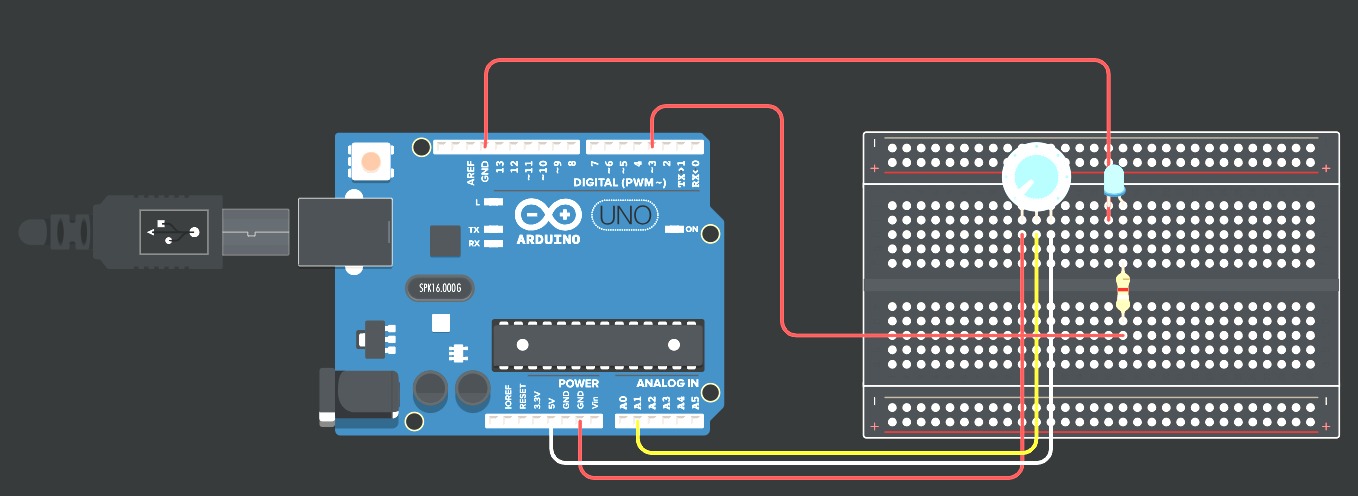 AREF
GND
13
12
~11
~10
~9
8
7
~6
~5
4
~3
2
TX>1
RX<0
DIGITAL (PWM~)
L
TX
RX
UNO
ON
ARDUINO
SPK16.000G
POWER
ANALOG IN
IOREF
RESET
3.3V
5V
GND
GND
Vin
A0
A1
A2
A3
A4
A5